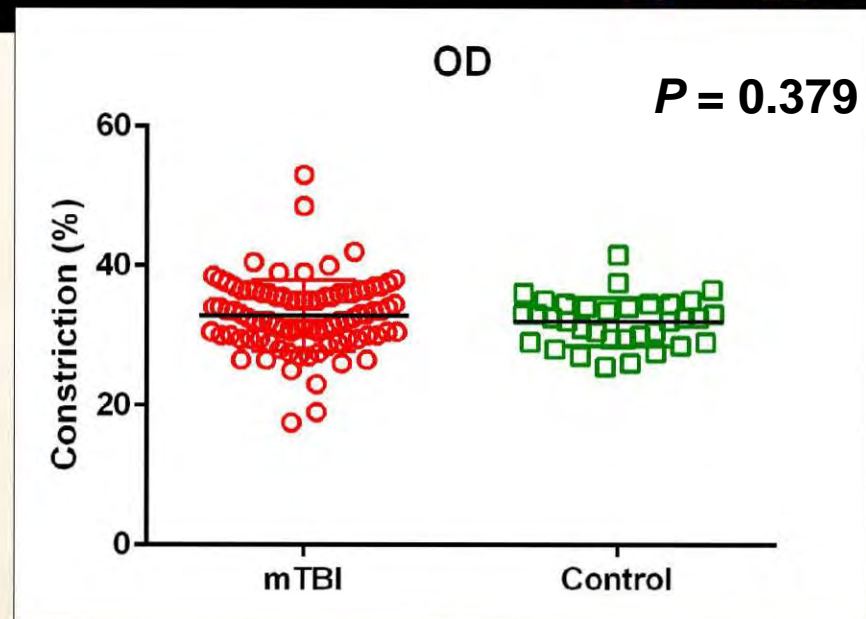 OD
P = 0.379
60
40
20
0
Constriction (%)
mTBI
Control